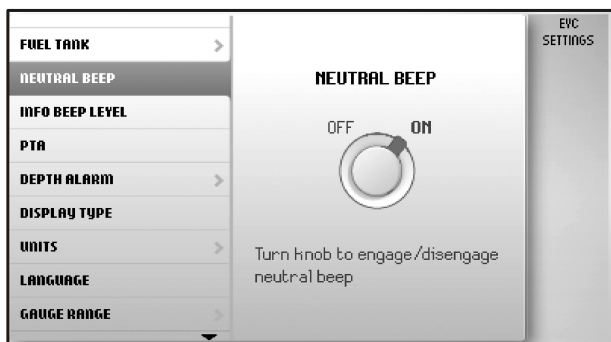 FUEL TANK
NEUTRAL BEEP
INFO BEEP LEVEL
PTA
DEPTH ALARM
DISPLAY TYPE
UNITS
LANGUAGE
GAUGE RANGE
NEUTRAL BEEP
OFF ON
Turn knob to engage/disengage
neutral beep
EVC
SETTINGS